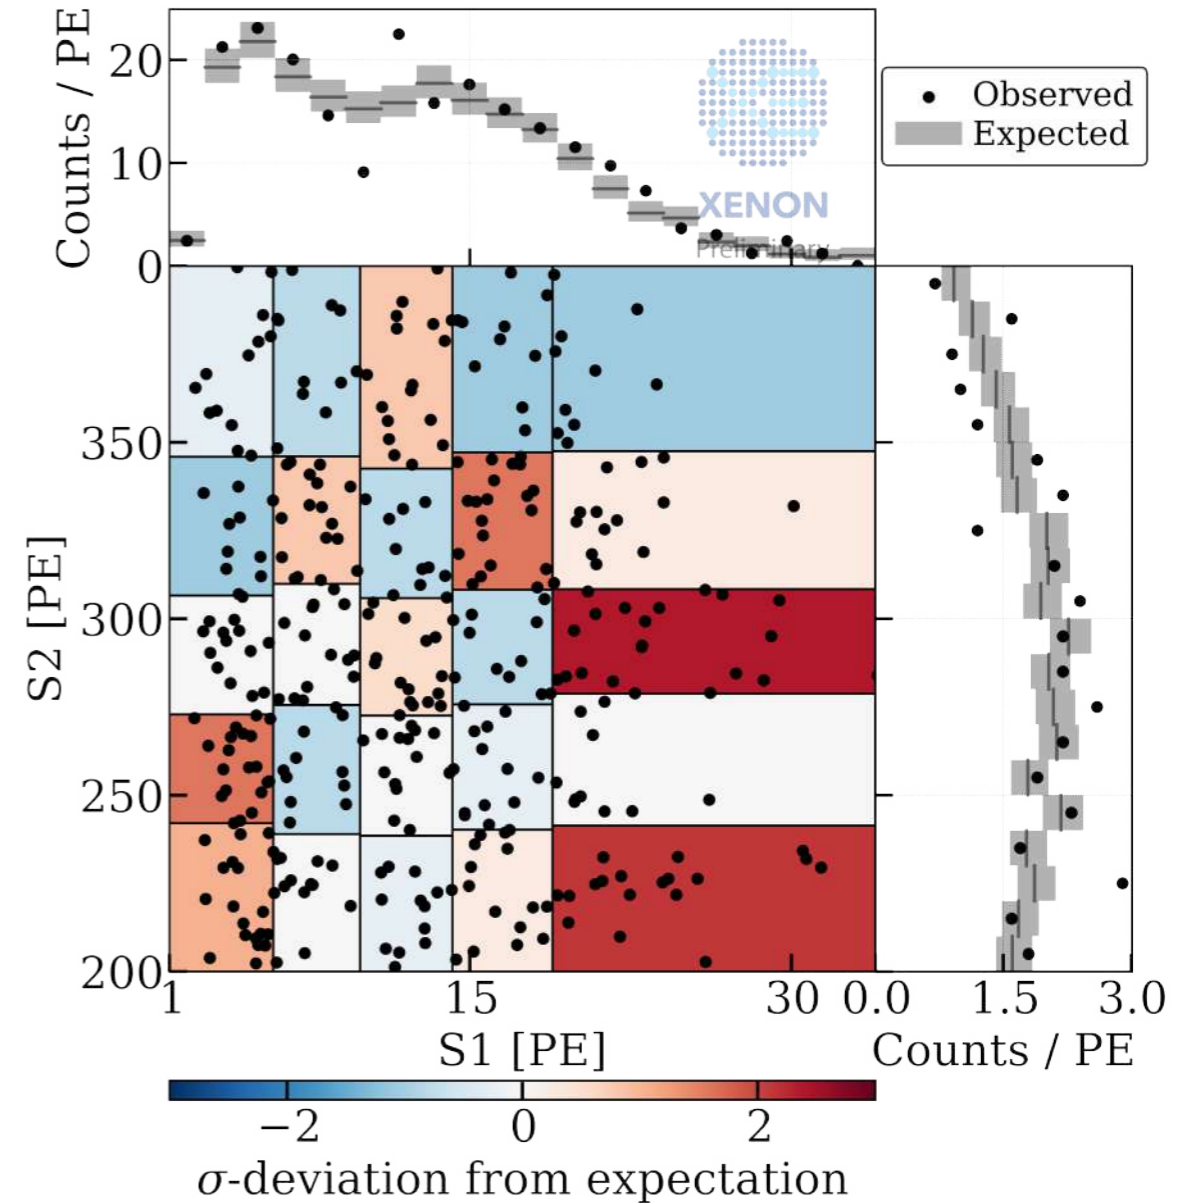 Counts / PE
20
10
0
Observed
Expected
XENON
Preliminary
S2 [PE]
350
300
250
200
1
15
30
0.0
1.5
3.0
S1 [PE]
Counts / PE
−2
0
2
σ-deviation from expectation